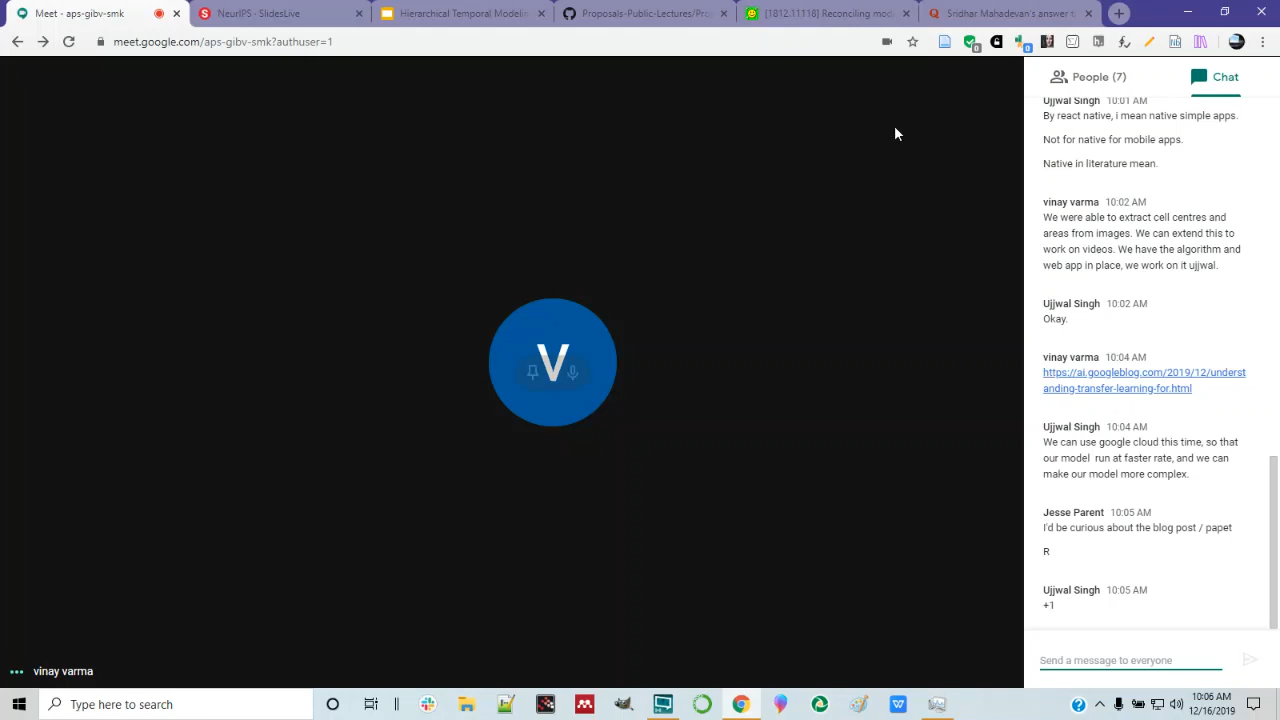 Meet - aps-gibv-smk
NeurIPS - SlidesLive
Hierarchical Temporal Modelin
Proposals-Public-Lectures/Pro
[1812.11118] Reconciling mode
Sridhar Mahadevan's answer to
meet.google.com/aps-gibv-smk?authuser=1
People (7)
Chat
Ujjwal Singh 10:01 AM
By react native, i mean native simple apps.
Not for native for mobile apps.
Native in literature mean.
vinay varma 10:02 AM
We were able to extract cell centres and
areas from images. We can extend this to
work on videos. We have the algorithm and
web app in place, we work on it ujjwal.
Ujjwal Singh 10:02 AM
Okay.
vinay varma 10:04 AM
https://ai.googleblog.com/2019/12/underst
anding-transfer-learning-for.html
Ujjwal Singh 10:04 AM
We can use google cloud this time, so that
our model run at faster rate, and we can
make our model more complex.
Jesse Parent 10:05 AM
I'd be curious about the blog post / papet
R
Ujjwal Singh 10:05 AM
+1
V
vinay varma
Send a message to everyone
Type here to search
10:06 AM
12/16/2019